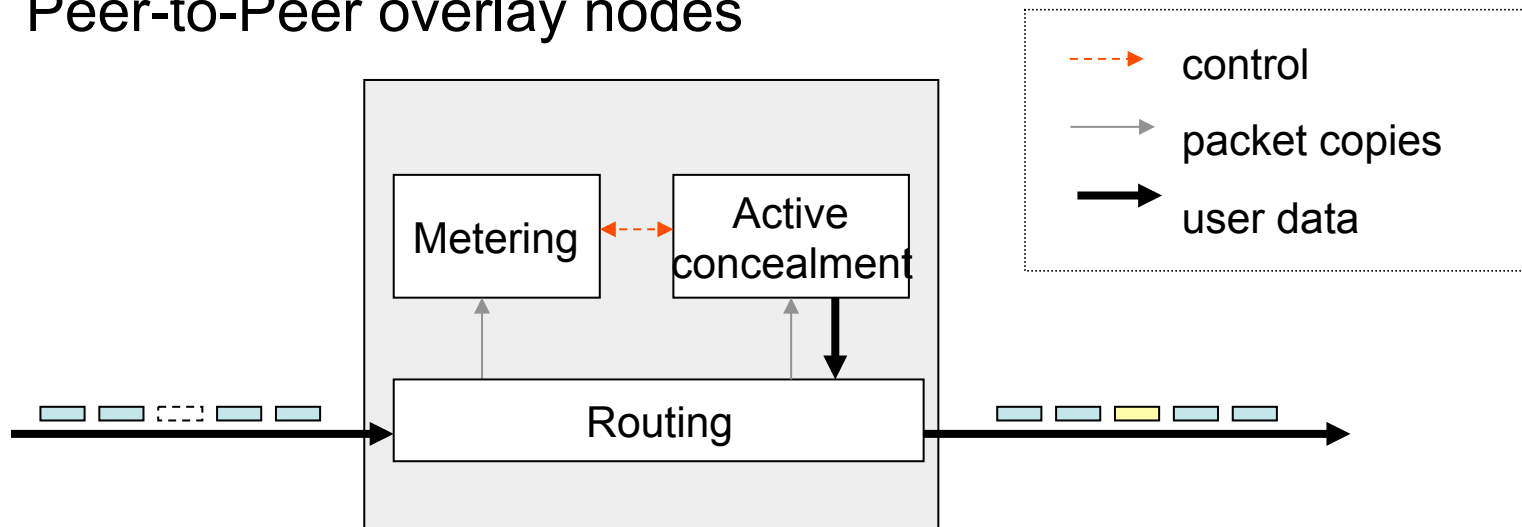 Peer-to-Peer overlay nodes
control
packet copies
user data
Metering
Active
concealment
Routing